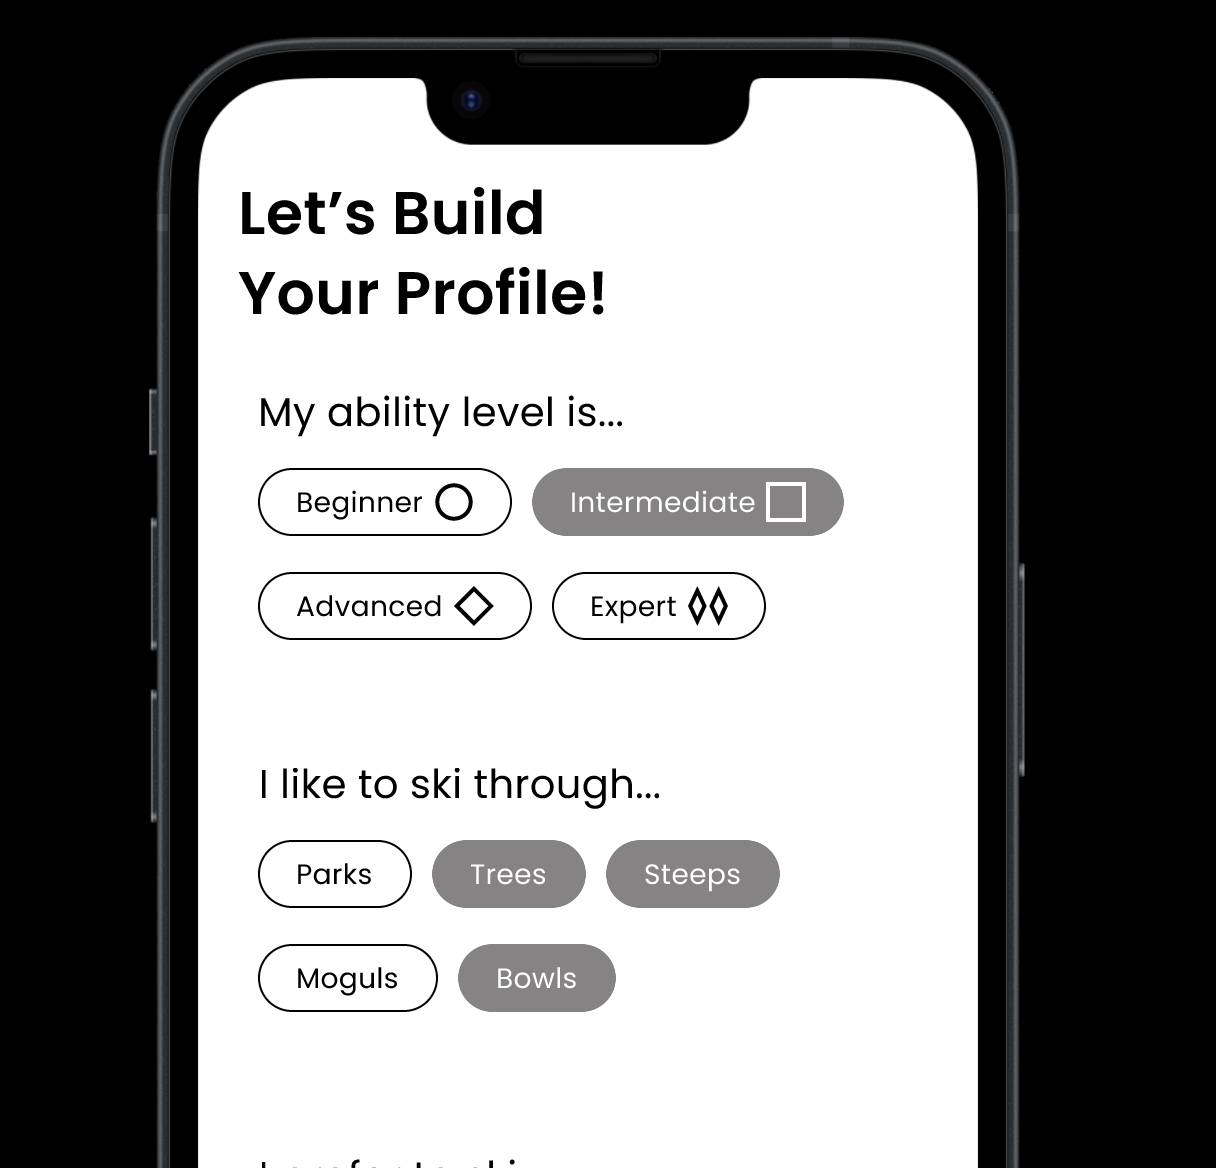 Let’s Build
Your Profile!
My ability level is...
Beginner Intermediate
Advanced Expert
I like to ski through...
Parks Trees Steeps
Moguls Bowls